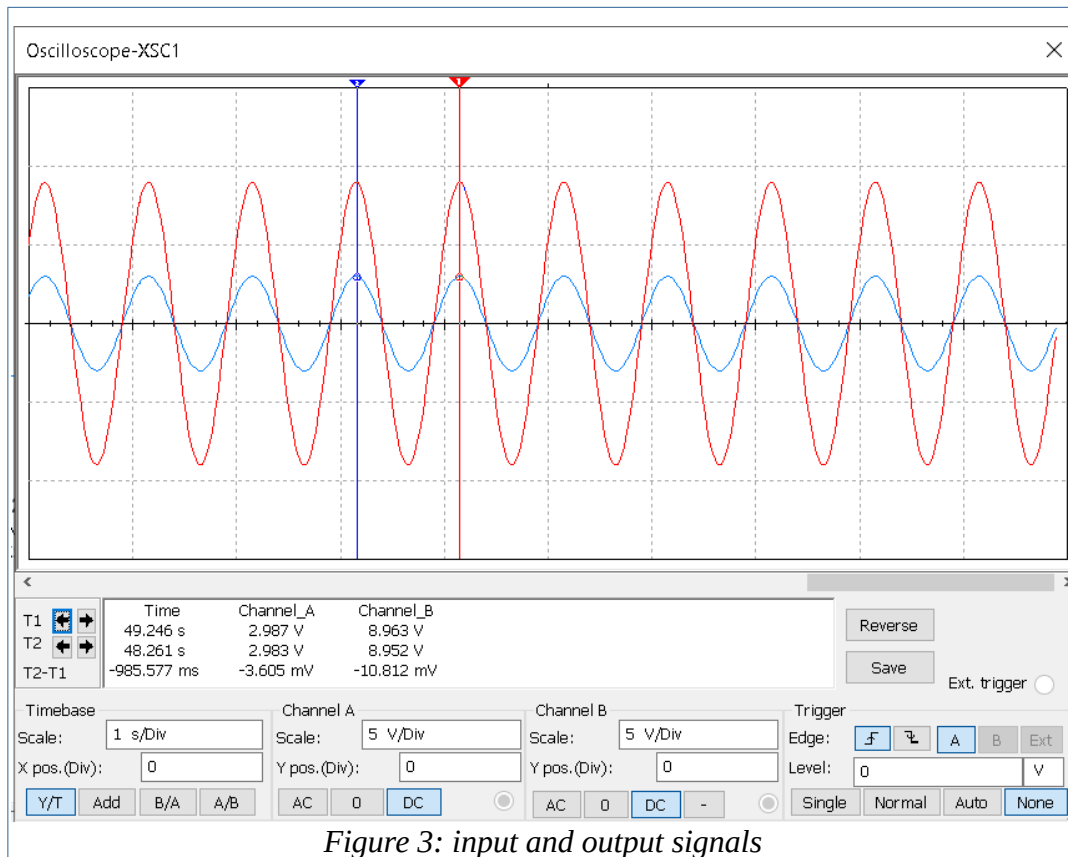 Oscilloscope-XSC1
2 1
T1 Time Channel_A Channel_B
49.246 s 2.987 V 8.963 V
T2 48.261 s 2.983 V 8.952 V
T2-T1 -985.577 ms -3.605 mV -10.812 mV
Reverse
Save
Ext. trigger
Timebase Channel A Channel B Trigger
Scale: 1 s/Div Scale: 5 V/Div Scale: 5 V/Div Edge: A B Ext
X pos.(Div): 0 Y pos.(Div): 0 Y pos.(Div): 0 Level: 0 V
Y/T Add B/A A/B AC 0 DC AC 0 DC - Single Normal Auto None
Figure 3: input and output signals